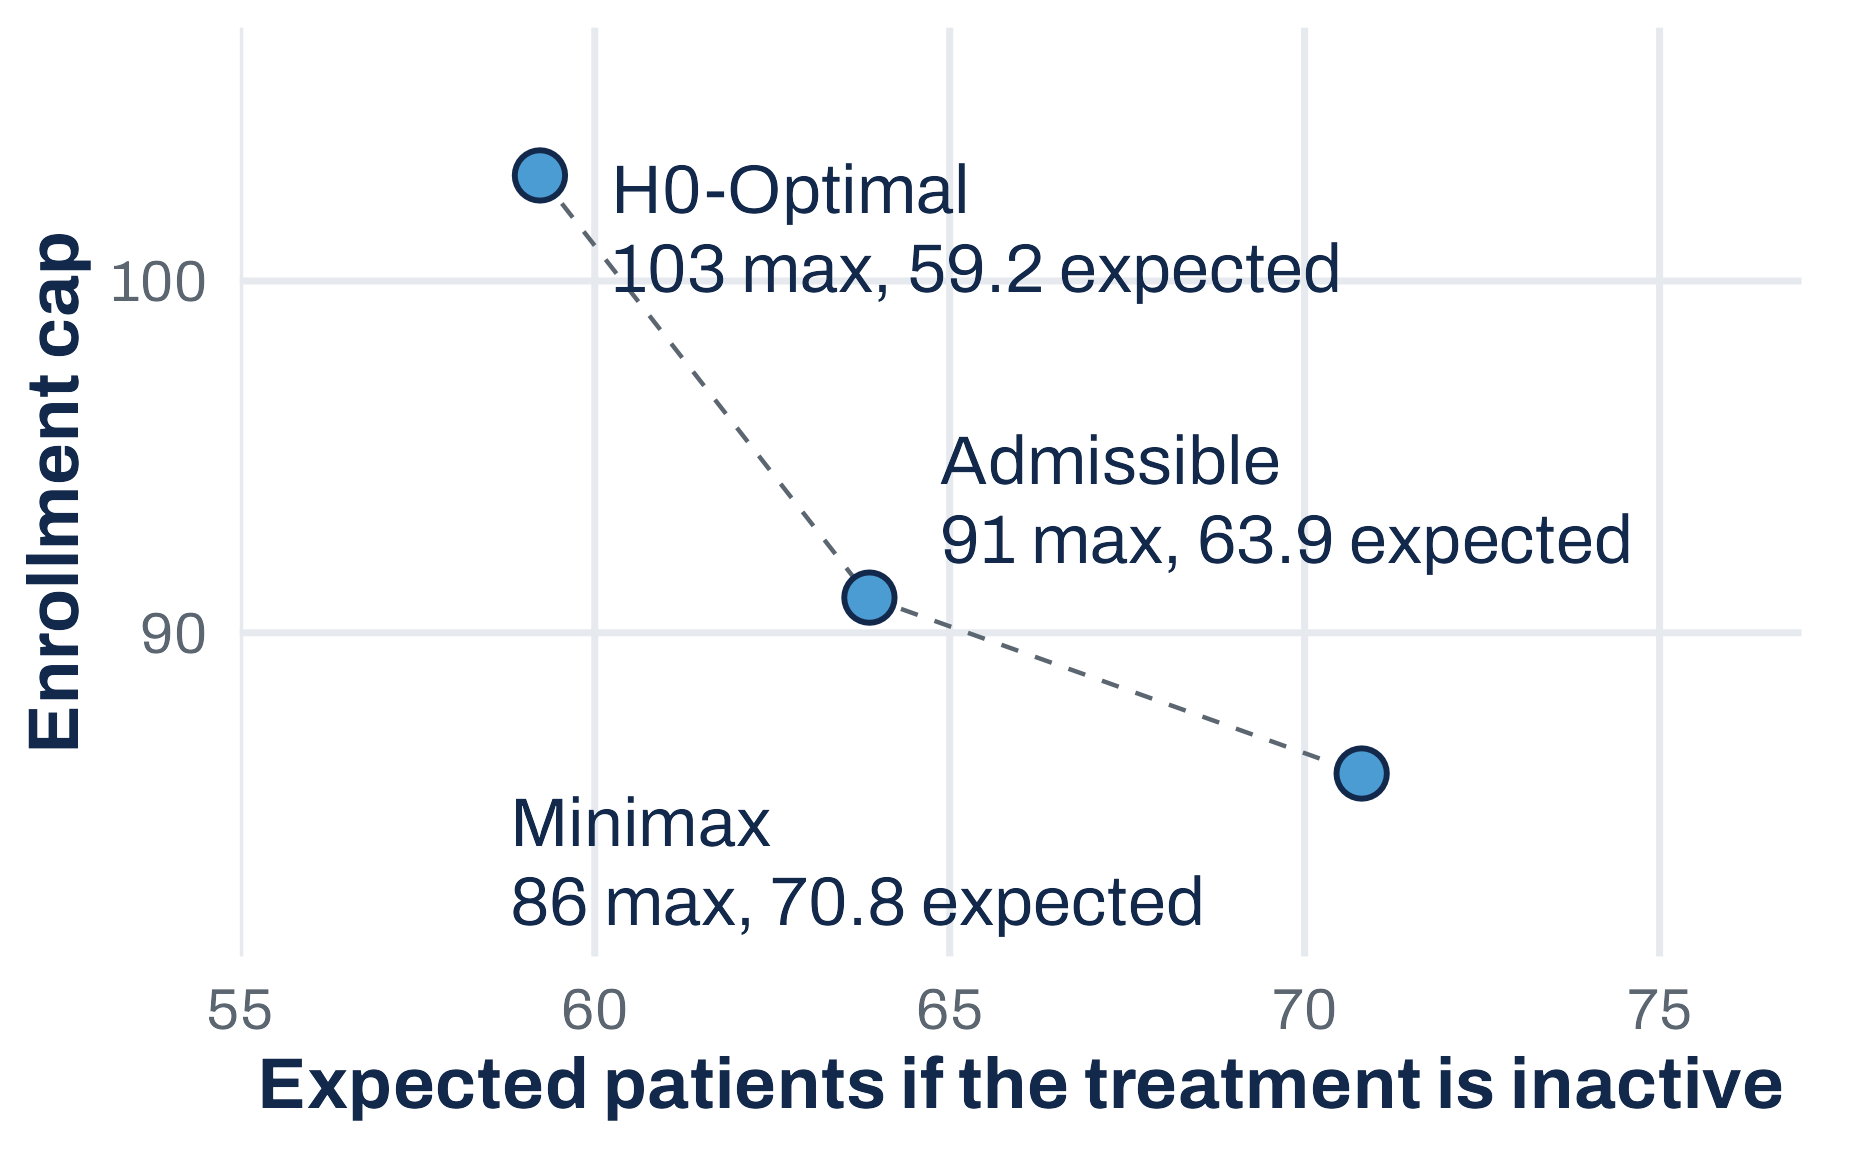 H0-Optimal
103 max, 59.2 expected
Admissible
91 max, 63.9 expected
Minimax
86 max, 70.8 expected
Enrollment cap
100
90
55 60 65 70 75
Expected patients if the treatment is inactive